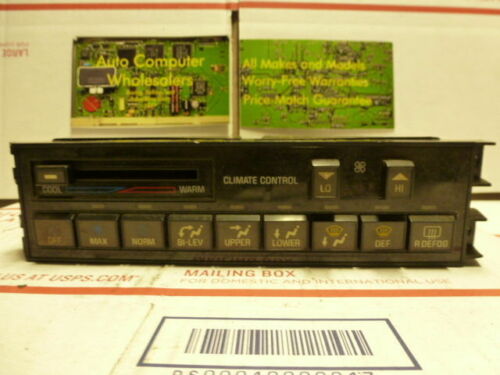 LARGE
Auto Computer
Wholesalers
All Makes and Models
Worry-Free Warranties
Price Match Guarantee
CLIMATE CONTROL
LO
HI
COOL
WARM
OFF
MAX
NORM
BI-LEV
UPPER
LOWER
DEF
R DEFOG
US AT USPS.COM
MAILING BOX
FOR DOMESTIC AND INTERNATIONAL USE
PLEASE